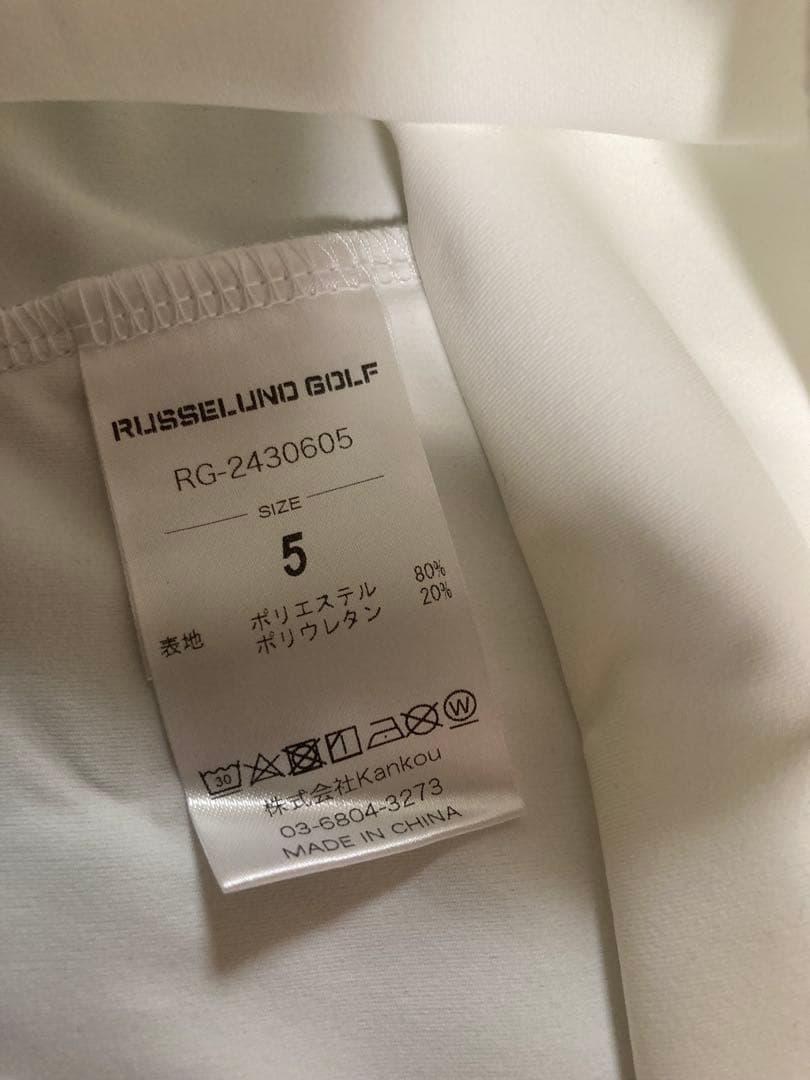 RUSSELUNO GOLF
RG-2430605
SIZE
5
表地 ポリエステル 80%
ポリウレタン 20%
30 W
株式会社Kankou
03-6804-3273
MADE IN CHINA